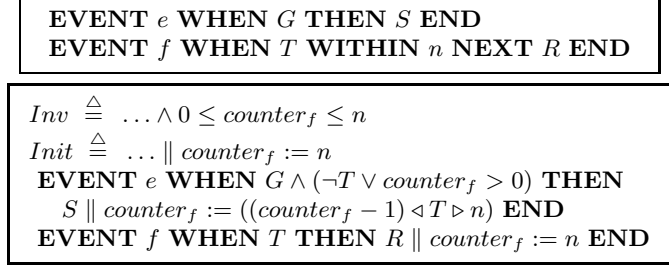 EVENT e WHEN G THEN S END
EVENT f WHEN T WITHIN n NEXT R END
Inv ≙ … ∧ 0 ≤ counter_f ≤ n
Init ≙ … ∥ counter_f := n
EVENT e WHEN G ∧ (¬T ∨ counter_f > 0) THEN
S ∥ counter_f := ((counter_f − 1) ◁ T ▷ n) END
EVENT f WHEN T THEN R ∥ counter_f := n END